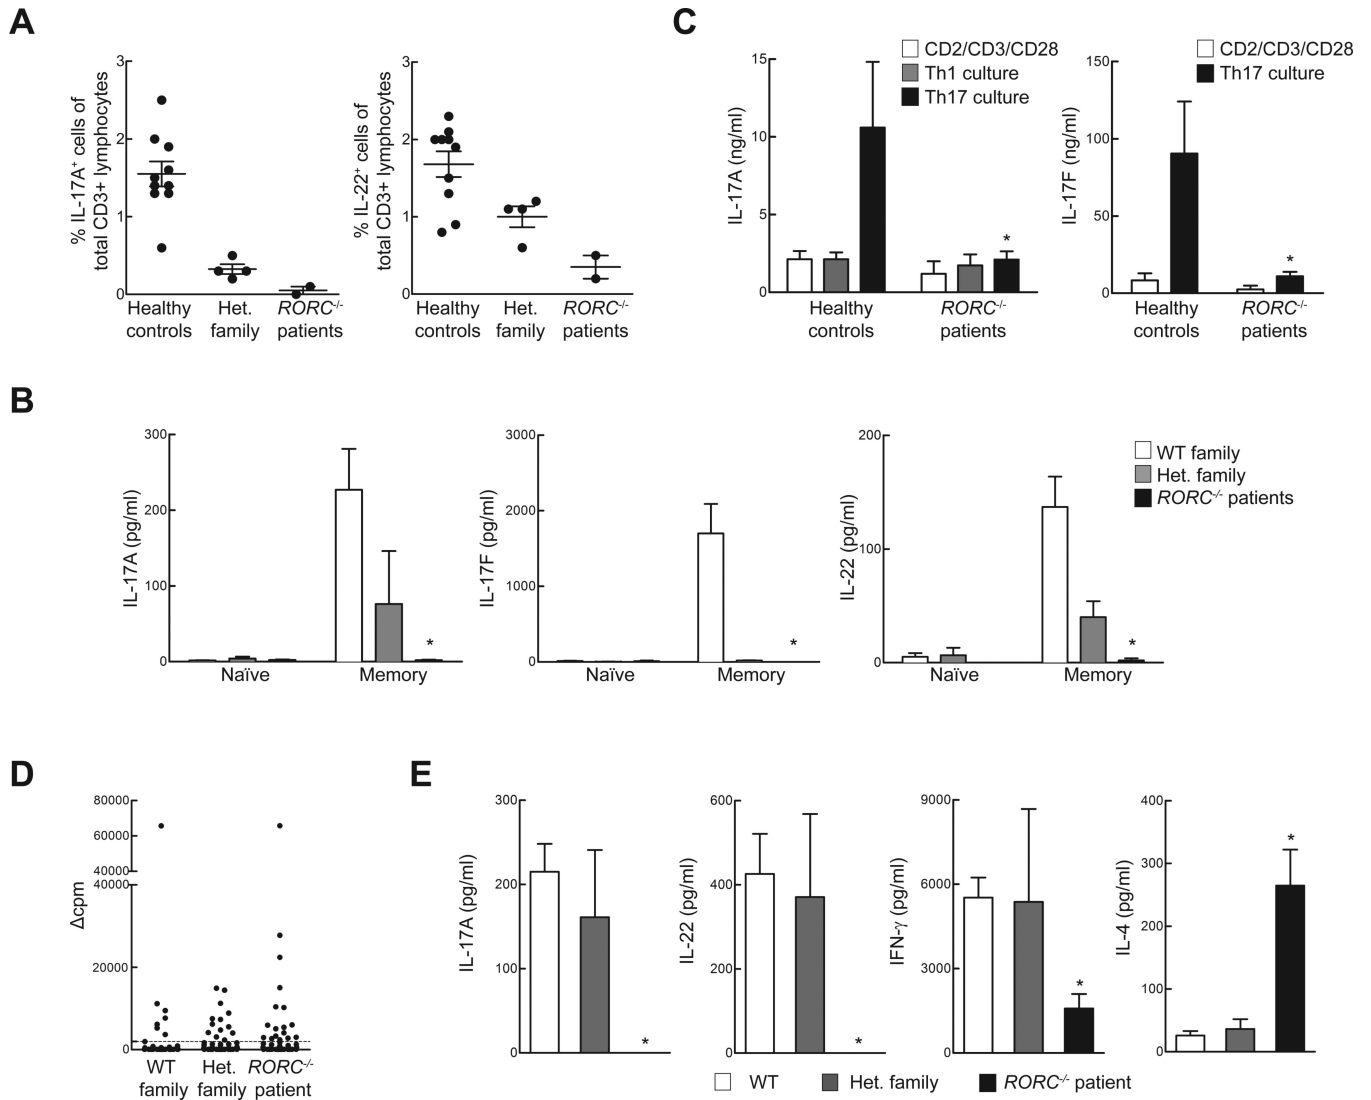 A
% IL-17A+ cells of
total CD3+ lymphocytes
3
2
1
0
Healthy
controls
Het.
family
RORC-/-
patients
% IL-22+ cells of
total CD3+ lymphocytes
3
2
1
0
Healthy
controls
Het.
family
RORC-/-
patients
C
CD2/CD3/CD28
Th1 culture
Th17 culture
IL-17A (ng/ml)
15
10
5
0
*
Healthy
controls
RORC-/-
patients
CD2/CD3/CD28
Th17 culture
IL-17F (ng/ml)
150
100
50
0
*
Healthy
controls
RORC-/-
patients
B
IL-17A (pg/ml)
300
200
100
0
*
Naïve
Memory
IL-17F (pg/ml)
3000
2000
1000
0
*
Naïve
Memory
IL-22 (pg/ml)
200
100
0
*
Naïve
Memory
WT family
Het. family
RORC-/- patients
D
Δcpm
80000
60000
40000
40000
20000
0
WT
family
Het.
family
RORC-/-
patient
E
IL-17A (pg/ml)
300
200
100
0
*
IL-22 (pg/ml)
600
400
200
0
*
IFN-γ (pg/ml)
9000
6000
3000
0
*
IL-4 (pg/ml)
400
300
200
100
0
*
WT
Het. family
RORC-/- patient